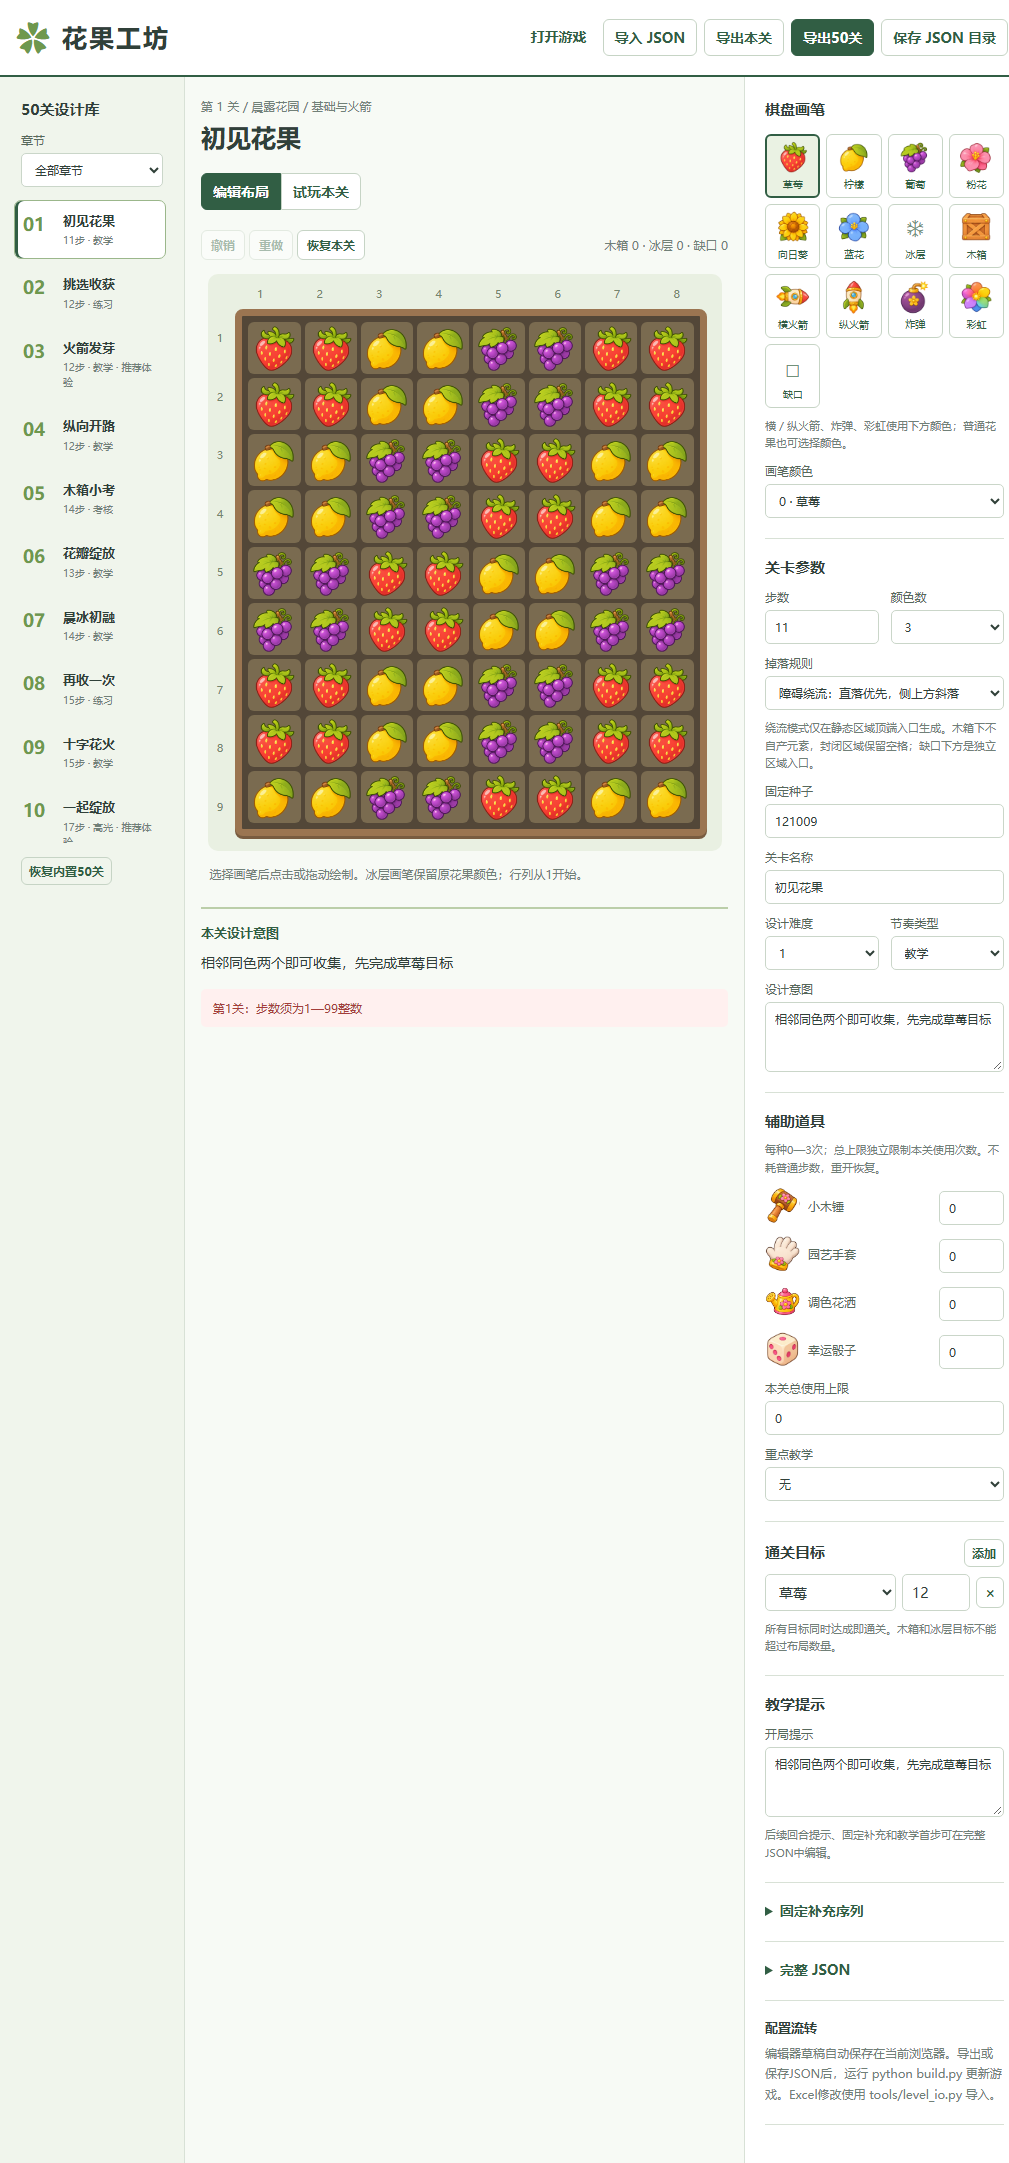 花果工坊
打开游戏
导入 JSON
导出本关
导出50关
保存 JSON 目录
50关设计库
章节
全部章节
01
初见花果
11步 · 教学
02
挑选收获
12步 · 练习
03
火箭发芽
12步 · 教学 · 推荐体
验
04
纵向开路
12步 · 教学
05
木箱小考
14步 · 考核
06
花瓣绽放
13步 · 教学
07
晨冰初融
14步 · 教学
08
再收一次
15步 · 练习
09
十字花火
15步 · 教学
10
一起绽放
17步 · 高光 · 推荐体
验
恢复内置50关
第 1 关 / 晨露花园 / 基础与火箭
初见花果
编辑布局
试玩本关
撤销
重做
恢复本关
木箱 0 · 冰层 0 · 缺口 0
1 2 3 4 5 6 7 8
1
2
3
4
5
6
7
8
9
选择画笔后点击或拖动绘制。冰层画笔保留原花果颜色；行列从1开始。
本关设计意图
相邻同色两个即可收集，先完成草莓目标
第1关：步数须为1—99整数
棋盘画笔
草莓 柠檬 葡萄 粉花
向日葵 蓝花 冰层 木箱
横火箭 纵火箭 炸弹 彩虹
缺口
横 / 纵火箭、炸弹、彩虹使用下方颜色；普通花
果也可选择颜色。
画笔颜色
0 · 草莓
关卡参数
步数 颜色数
11 3
掉落规则
障碍绕流：直落优先，侧上方斜落
绕流模式仅在静态区域顶端入口生成。木箱下不
自产元素，封闭区域保留空格；缺口下方是独立
区域入口。
固定种子
121009
关卡名称
初见花果
设计难度 节奏类型
1 教学
设计意图
相邻同色两个即可收集，先完成草莓目标
辅助道具
每种0—3次；总上限独立限制本关使用次数。不
耗普通步数，重开恢复。
小木锤 0
园艺手套 0
调色花洒 0
幸运骰子 0
本关总使用上限
0
重点教学
无
通关目标 添加
草莓 12 ×
所有目标同时达成即通关。木箱和冰层目标不能
超过布局数量。
教学提示
开局提示
相邻同色两个即可收集，先完成草莓目标
后续回合提示、固定补充和教学首步可在完整
JSON中编辑。
固定补充序列
完整 JSON
配置流转
编辑器草稿自动保存在当前浏览器。导出或
保存JSON后，运行 python build.py 更新游
戏。Excel修改使用 tools/level_io.py 导入。